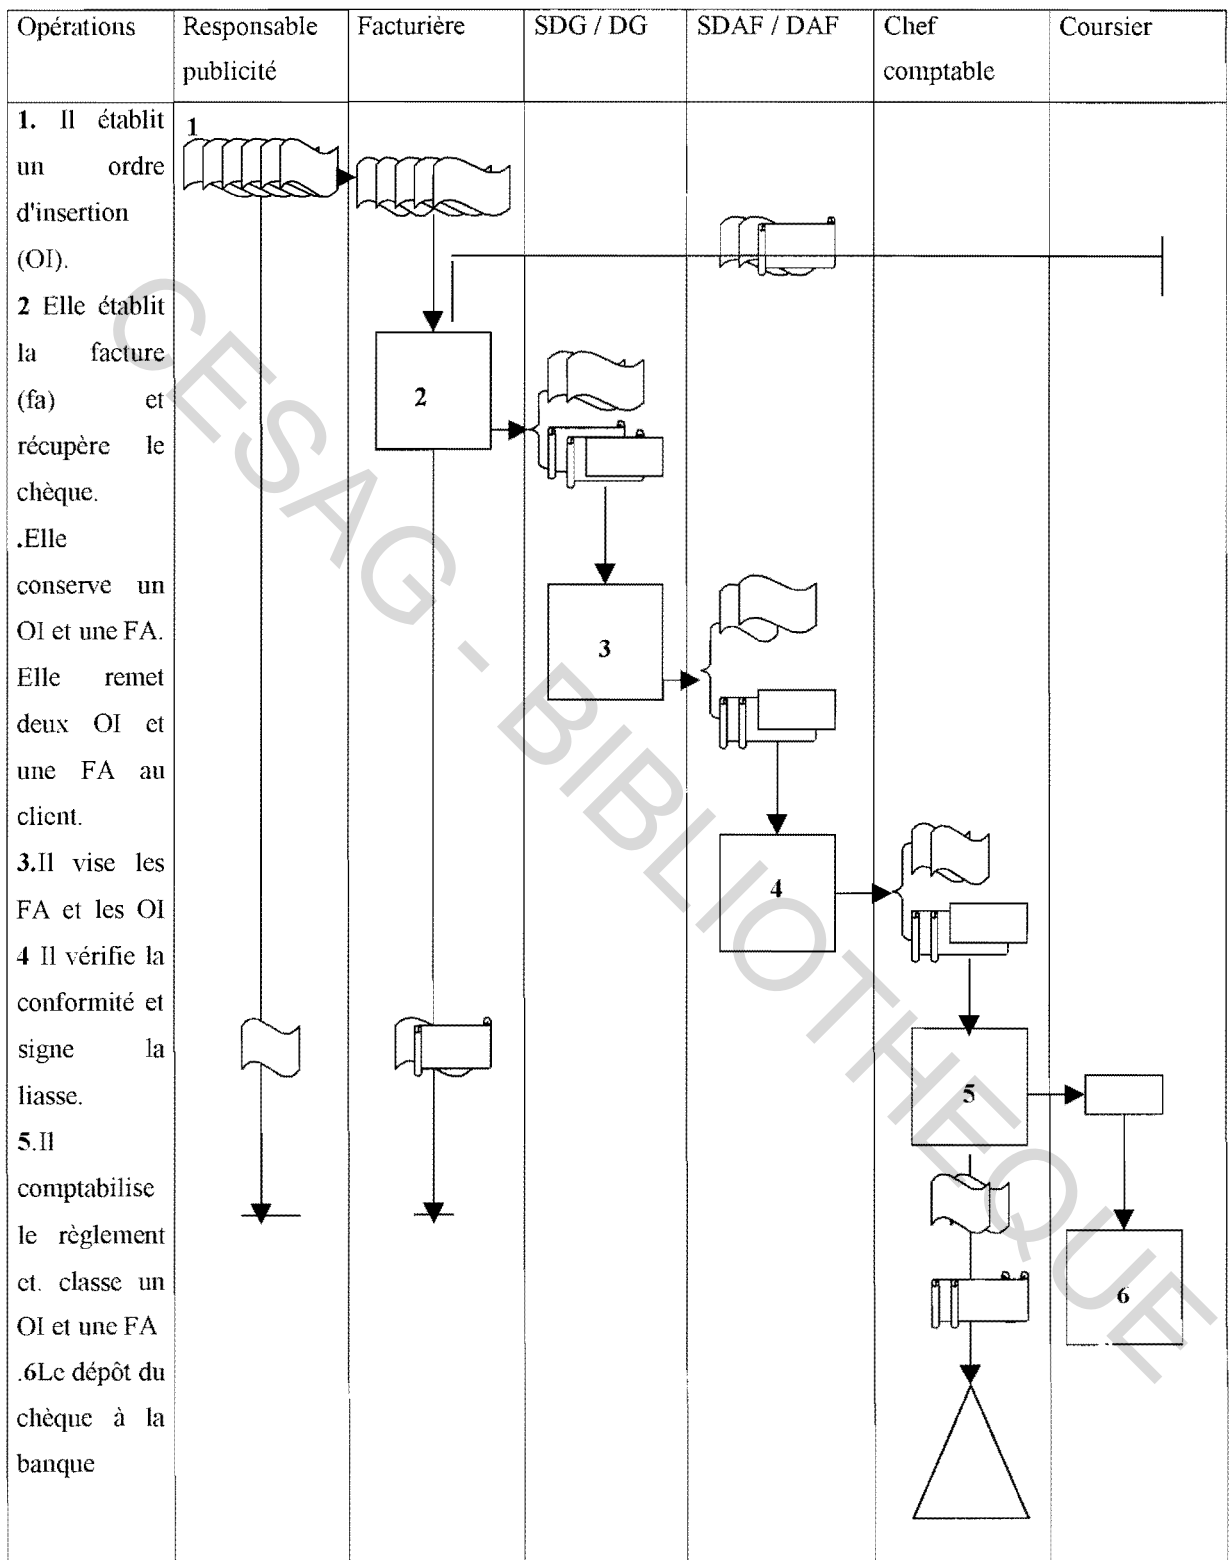 Opérations
Responsable
publicité
Facturière
SDG / DG
SDAF / DAF
Chef
comptable
Coursier
1. Il établit
un ordre
d'insertion
(OI).
2 Elle établit
la facture
(fa) et
récupère le
chèque.
.Elle
conserve un
OI et une FA.
Elle remet
deux OI et
une FA au
client.
3.Il vise les
FA et les OI
4 Il vérifie la
conformité et
signe la
liasse.
5.Il
comptabilise
le règlement
et. classe un
OI et une FA
.6Le dépôt du
chèque à la
banque
1
2
3
4
5
6
CESAG - BIBLIOTHEQUE